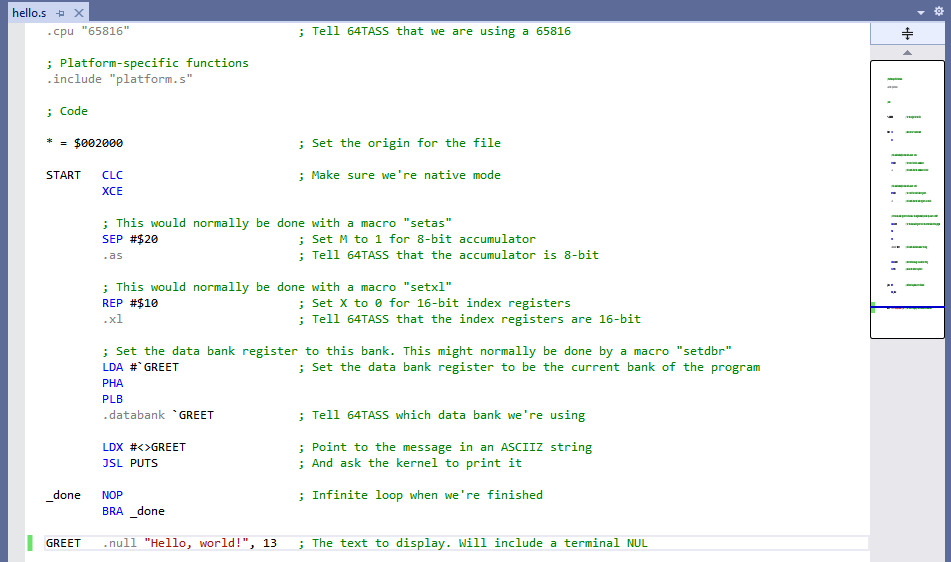 hello.s
.cpu "65816" ; Tell 64TASS that we are using a 65816
; Platform-specific functions
.include "platform.s"
; Code
* = $002000 ; Set the origin for the file
START CLC ; Make sure we're native mode
XCE
; This would normally be done with a macro "setas"
SEP #$20 ; Set M to 1 for 8-bit accumulator
.as ; Tell 64TASS that the accumulator is 8-bit
; This would normally be done with a macro "setxl"
REP #$10 ; Set X to 0 for 16-bit index registers
.xl ; Tell 64TASS that the index registers are 16-bit
; Set the data bank register to this bank. This might normally be done by a macro "setdbr"
LDA #`GREET ; Set the data bank register to be the current bank of the program
PHA
PLB
.databank `GREET ; Tell 64TASS which data bank we're using
LDX #<>GREET ; Point to the message in an ASCIIZ string
JSL PUTS ; And ask the kernel to print it
_done NOP ; Infinite loop when we're finished
BRA _done
GREET .null "Hello, world!", 13 ; The text to display. Will include a terminal NUL